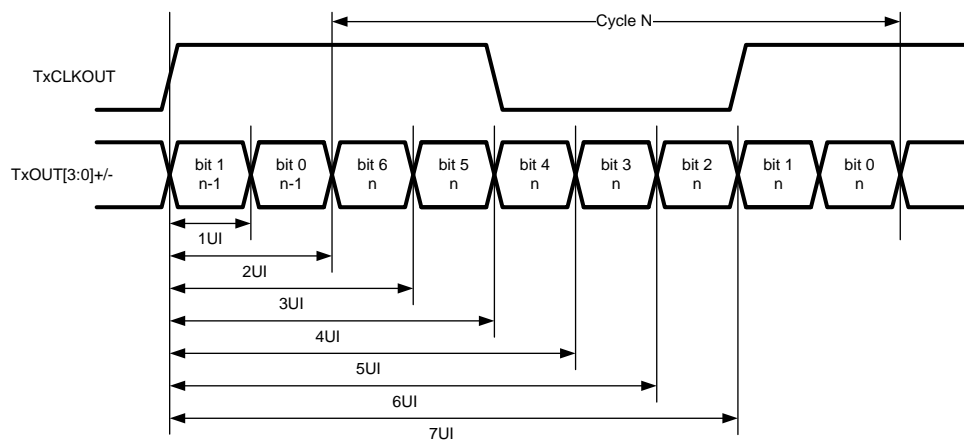 Cycle N
TxCLKOUT
TxOUT[3:0]+/-
bit 1
n-1
bit 0
n-1
bit 6
n
bit 5
n
bit 4
n
bit 3
n
bit 2
n
bit 1
n
bit 0
n
1UI
2UI
3UI
4UI
5UI
6UI
7UI